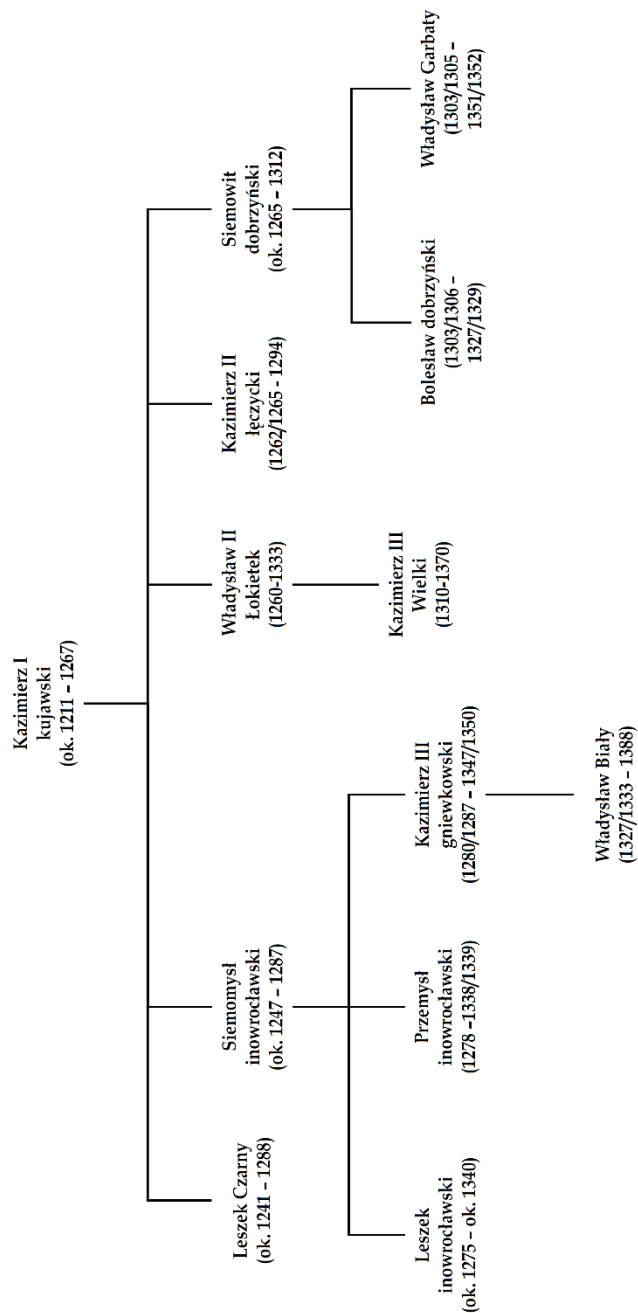 Kazimierz I
kujawski
(ok. 1211 – 1267)
Leszek Czarny
(ok. 1241 – 1288)
Siemomysł
inowrocławski
(ok. 1247 – 1287)
Władysław II
Łokietek
(1260-1333)
Kazimierz II
łęczycki
(1262/1265 - 1294)
Siemowit
dobrzyński
(ok. 1265 – 1312)
Leszek
inowrocławski
(ok. 1275 – ok. 1340)
Przemysł
inowrocławski
(1278 –1338/1339)
Kazimierz III
gniewkowski
(1280/1287 – 1347/1350)
Kazimierz III
Wielki
(1310-1370)
Bolesław dobrzyński
(1303/1306 –
1327/1329)
Władysław Garbaty
(1303/1305 –
1351/1352)
Władysław Biały
(1327/1333 – 1388)